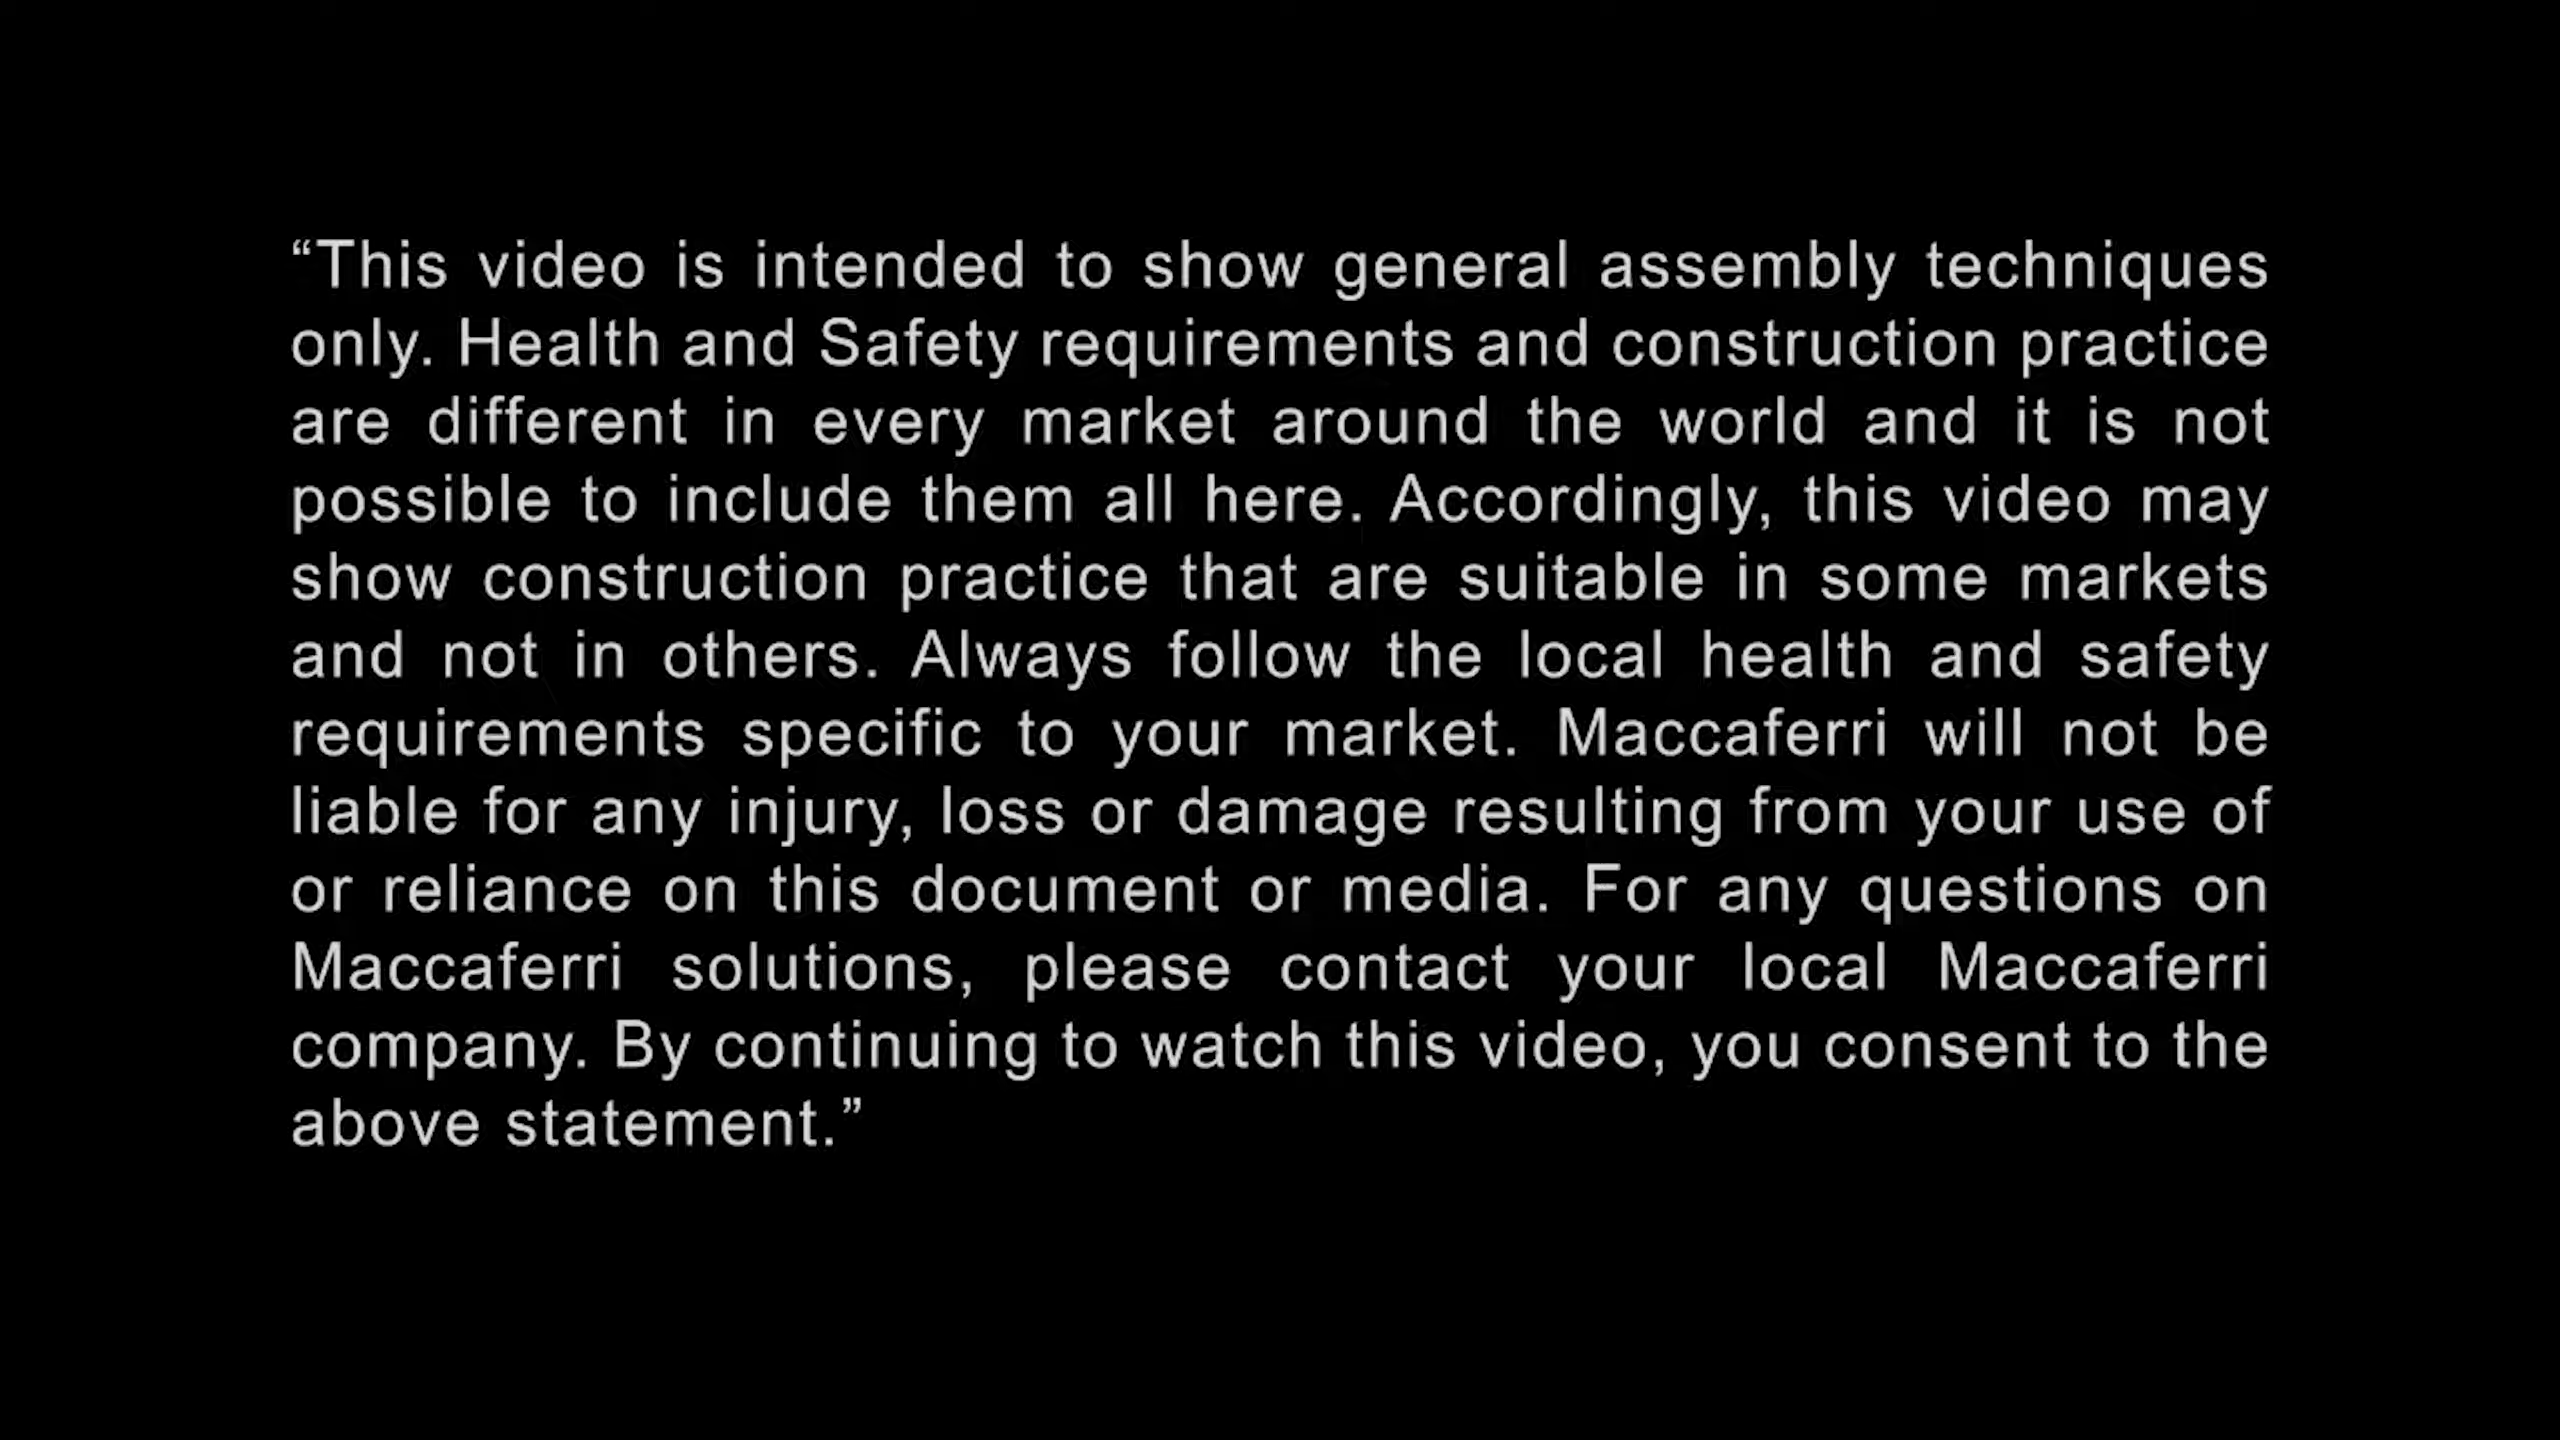 “This video is intended to show general assembly techniques
only. Health and Safety requirements and construction practice
are different in every market around the world and it is not
possible to include them all here. Accordingly, this video may
show construction practice that are suitable in some markets
and not in others. Always follow the local health and safety
requirements specific to your market. Maccaferri will not be
liable for any injury, loss or damage resulting from your use of
or reliance on this document or media. For any questions on
Maccaferri solutions, please contact your local Maccaferri
company. By continuing to watch this video, you consent to the
above statement.”